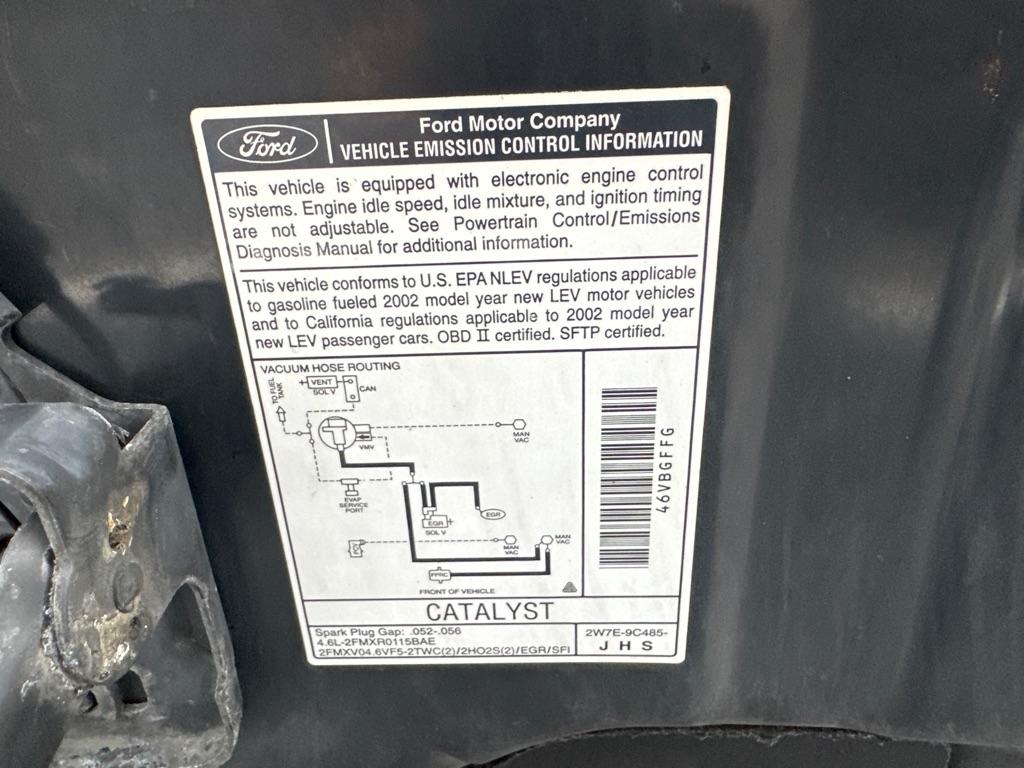 Ford
Ford Motor Company
VEHICLE EMISSION CONTROL INFORMATION
This vehicle is equipped with electronic engine control
systems. Engine idle speed, idle mixture, and ignition timing
are not adjustable. See Powertrain Control/Emissions
Diagnosis Manual for additional information.
This vehicle conforms to U.S. EPA NLEV regulations applicable
to gasoline fueled 2002 model year new LEV motor vehicles
and to California regulations applicable to 2002 model year
new LEV passenger cars. OBD II certified. SFTP certified.
VACUUM HOSE ROUTING
TO FUEL
TANK
VENT
SOL V
CAN
VMV
MAN
VAC
EVAP
SERVICE
PORT
EGR
SOL V
EGR
MAN
VAC
MAN
VAC
FPRC
FRONT OF VEHICLE
46VBGFFG
CATALYST
Spark Plug Gap: .052-.056
4.6L-2FMXR0115BAE
2FMXV04.6VF5-2TWC(2)/2HO2S(2)/EGR/SFI
2W7E-9C485-
J H S